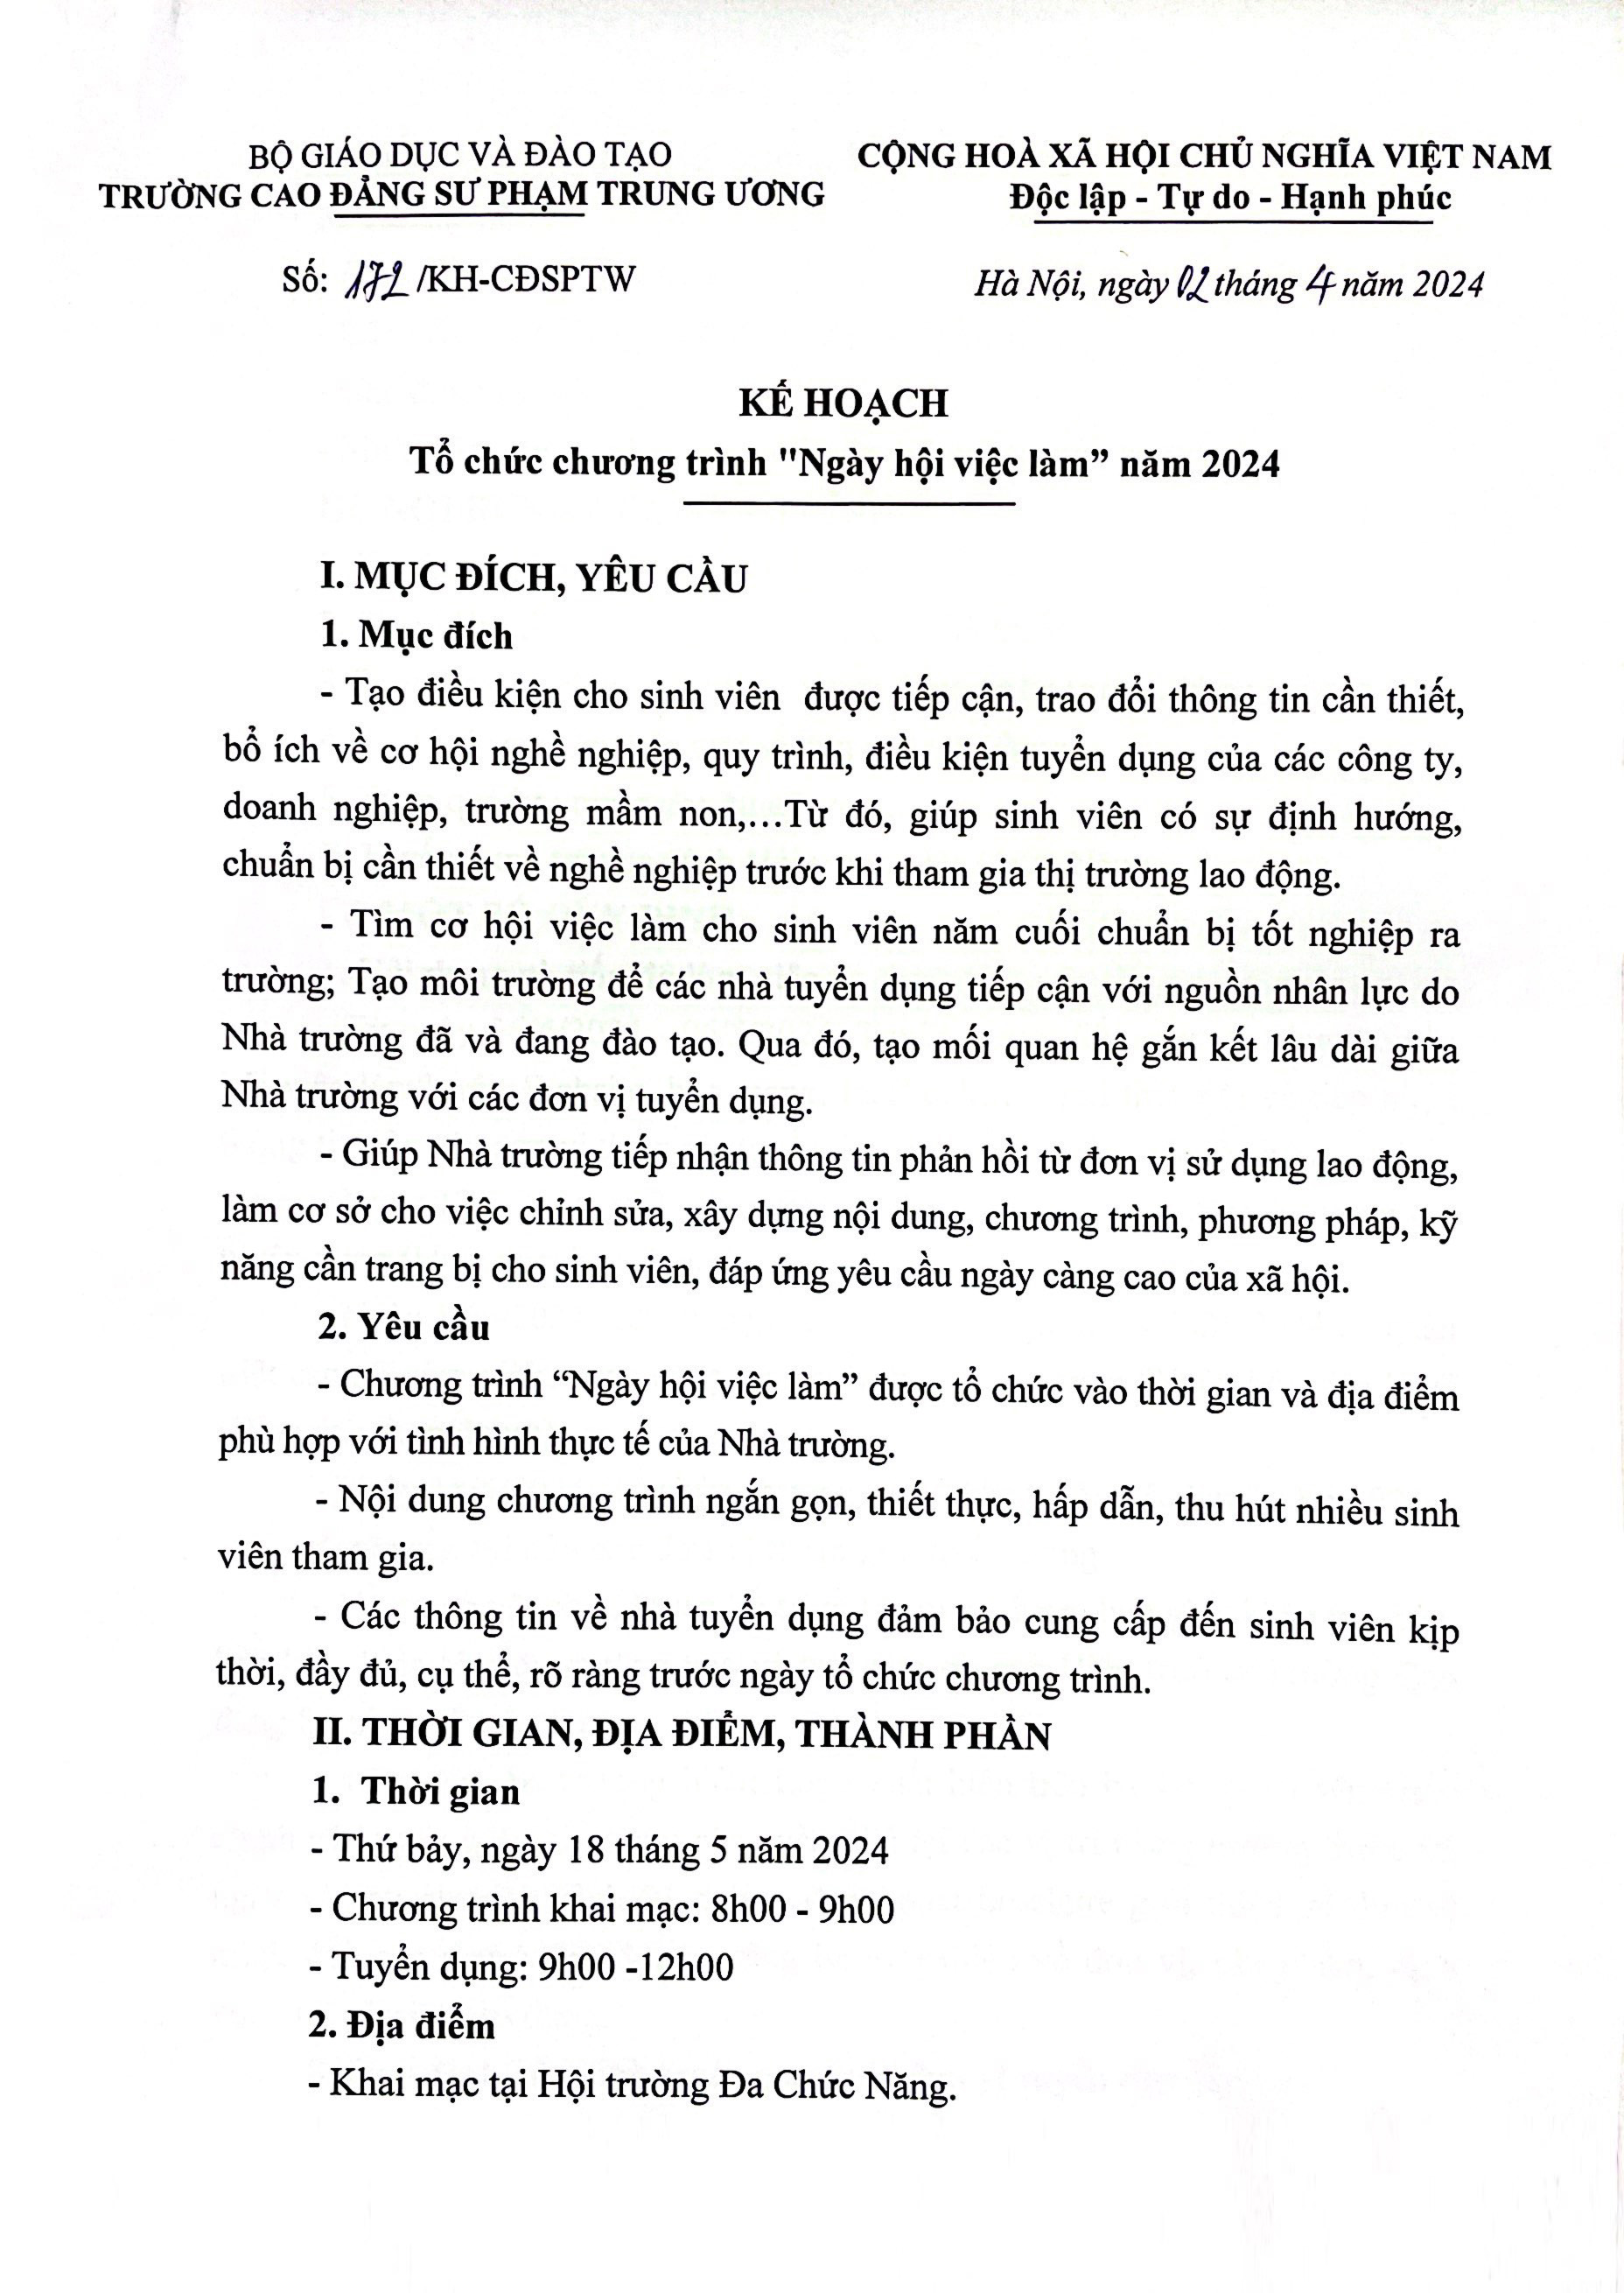 BỘ GIÁO DỤC VÀ ĐÀO TẠO
TRƯỜNG CAO ĐẲNG SƯ PHẠM TRUNG ƯƠNG
CỘNG HOÀ XÃ HỘI CHỦ NGHĨA VIỆT NAM
Độc lập - Tự do - Hạnh phúc
Số: 172 /KH-CĐSPTW
Hà Nội, ngày 02 tháng 4 năm 2024
KẾ HOẠCH
Tổ chức chương trình "Ngày hội việc làm” năm 2024
I. MỤC ĐÍCH, YÊU CẦU
1. Mục đích
- Tạo điều kiện cho sinh viên được tiếp cận, trao đổi thông tin cần thiết,
bổ ích về cơ hội nghề nghiệp, quy trình, điều kiện tuyển dụng của các công ty,
doanh nghiệp, trường mầm non,…Từ đó, giúp sinh viên có sự định hướng,
chuẩn bị cần thiết về nghề nghiệp trước khi tham gia thị trường lao động.
- Tìm cơ hội việc làm cho sinh viên năm cuối chuẩn bị tốt nghiệp ra
trường; Tạo môi trường để các nhà tuyển dụng tiếp cận với nguồn nhân lực do
Nhà trường đã và đang đào tạo. Qua đó, tạo mối quan hệ gắn kết lâu dài giữa
Nhà trường với các đơn vị tuyển dụng.
- Giúp Nhà trường tiếp nhận thông tin phản hồi từ đơn vị sử dụng lao động,
làm cơ sở cho việc chỉnh sửa, xây dựng nội dung, chương trình, phương pháp, kỹ
năng cần trang bị cho sinh viên, đáp ứng yêu cầu ngày càng cao của xã hội.
2. Yêu cầu
- Chương trình “Ngày hội việc làm” được tổ chức vào thời gian và địa điểm
phù hợp với tình hình thực tế của Nhà trường.
- Nội dung chương trình ngắn gọn, thiết thực, hấp dẫn, thu hút nhiều sinh
viên tham gia.
- Các thông tin về nhà tuyển dụng đảm bảo cung cấp đến sinh viên kịp
thời, đầy đủ, cụ thể, rõ ràng trước ngày tổ chức chương trình.
II. THỜI GIAN, ĐỊA ĐIỂM, THÀNH PHẦN
1. Thời gian
- Thứ bảy, ngày 18 tháng 5 năm 2024
- Chương trình khai mạc: 8h00 - 9h00
- Tuyển dụng: 9h00 -12h00
2. Địa điểm
- Khai mạc tại Hội trường Đa Chức Năng.